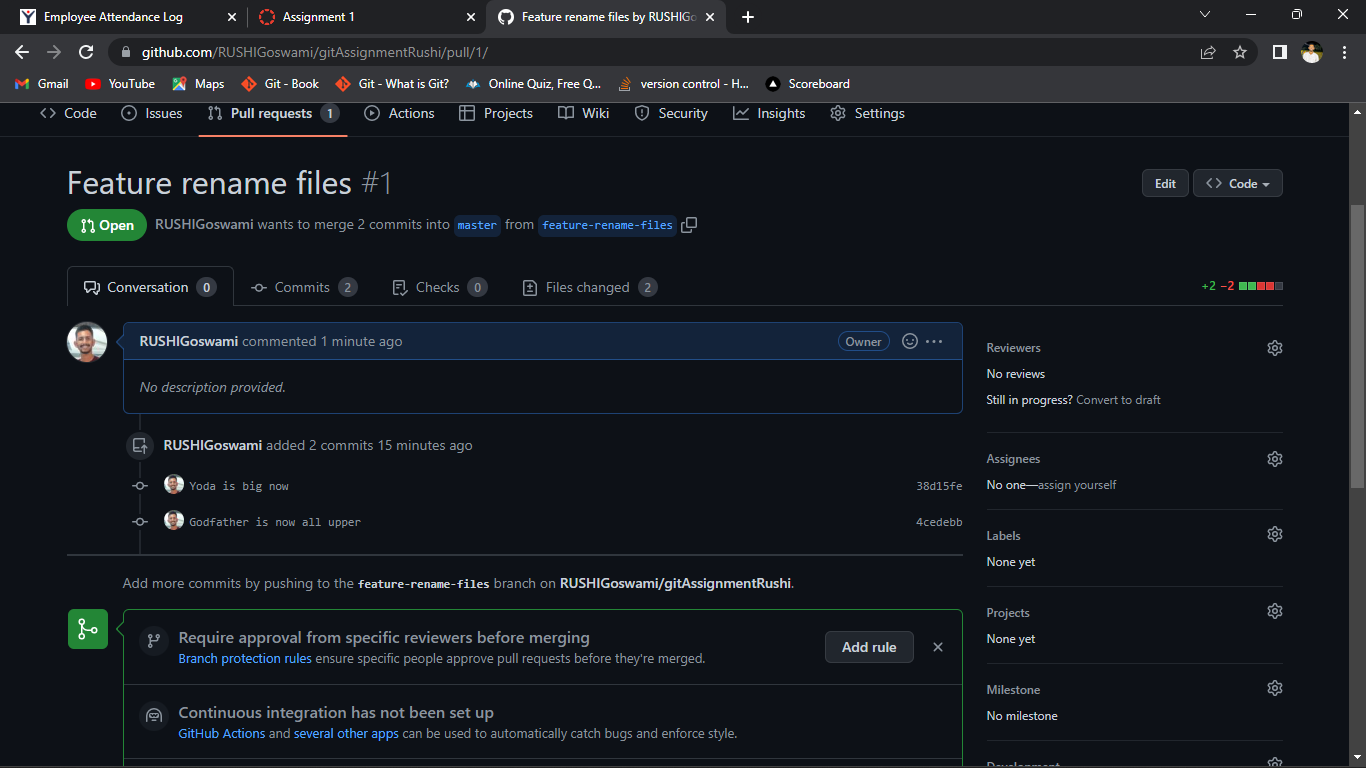 Employee Attendance Log
Assignment 1
Feature rename files by RUSHIGo
github.com/RUSHIGoswami/gitAssignmentRushi/pull/1/
Gmail YouTube Maps Git - Book Git - What is Git? Online Quiz, Free Q... version control - H... Scoreboard
Code Issues Pull requests 1 Actions Projects Wiki Security Insights Settings
Feature rename files #1
Edit Code
Open RUSHIGoswami wants to merge 2 commits into master from feature-rename-files
Conversation 0 Commits 2 Checks 0 Files changed 2 +2 −2
RUSHIGoswami commented 1 minute ago Owner
No description provided.
RUSHIGoswami added 2 commits 15 minutes ago
Yoda is big now 38d15fe
Godfather is now all upper 4cedebb
Add more commits by pushing to the feature-rename-files branch on RUSHIGoswami/gitAssignmentRushi.
Require approval from specific reviewers before merging
Branch protection rules ensure specific people approve pull requests before they're merged.
Add rule
Continuous integration has not been set up
GitHub Actions and several other apps can be used to automatically catch bugs and enforce style.
Reviewers
No reviews
Still in progress? Convert to draft
Assignees
No one—assign yourself
Labels
None yet
Projects
None yet
Milestone
No milestone
Development